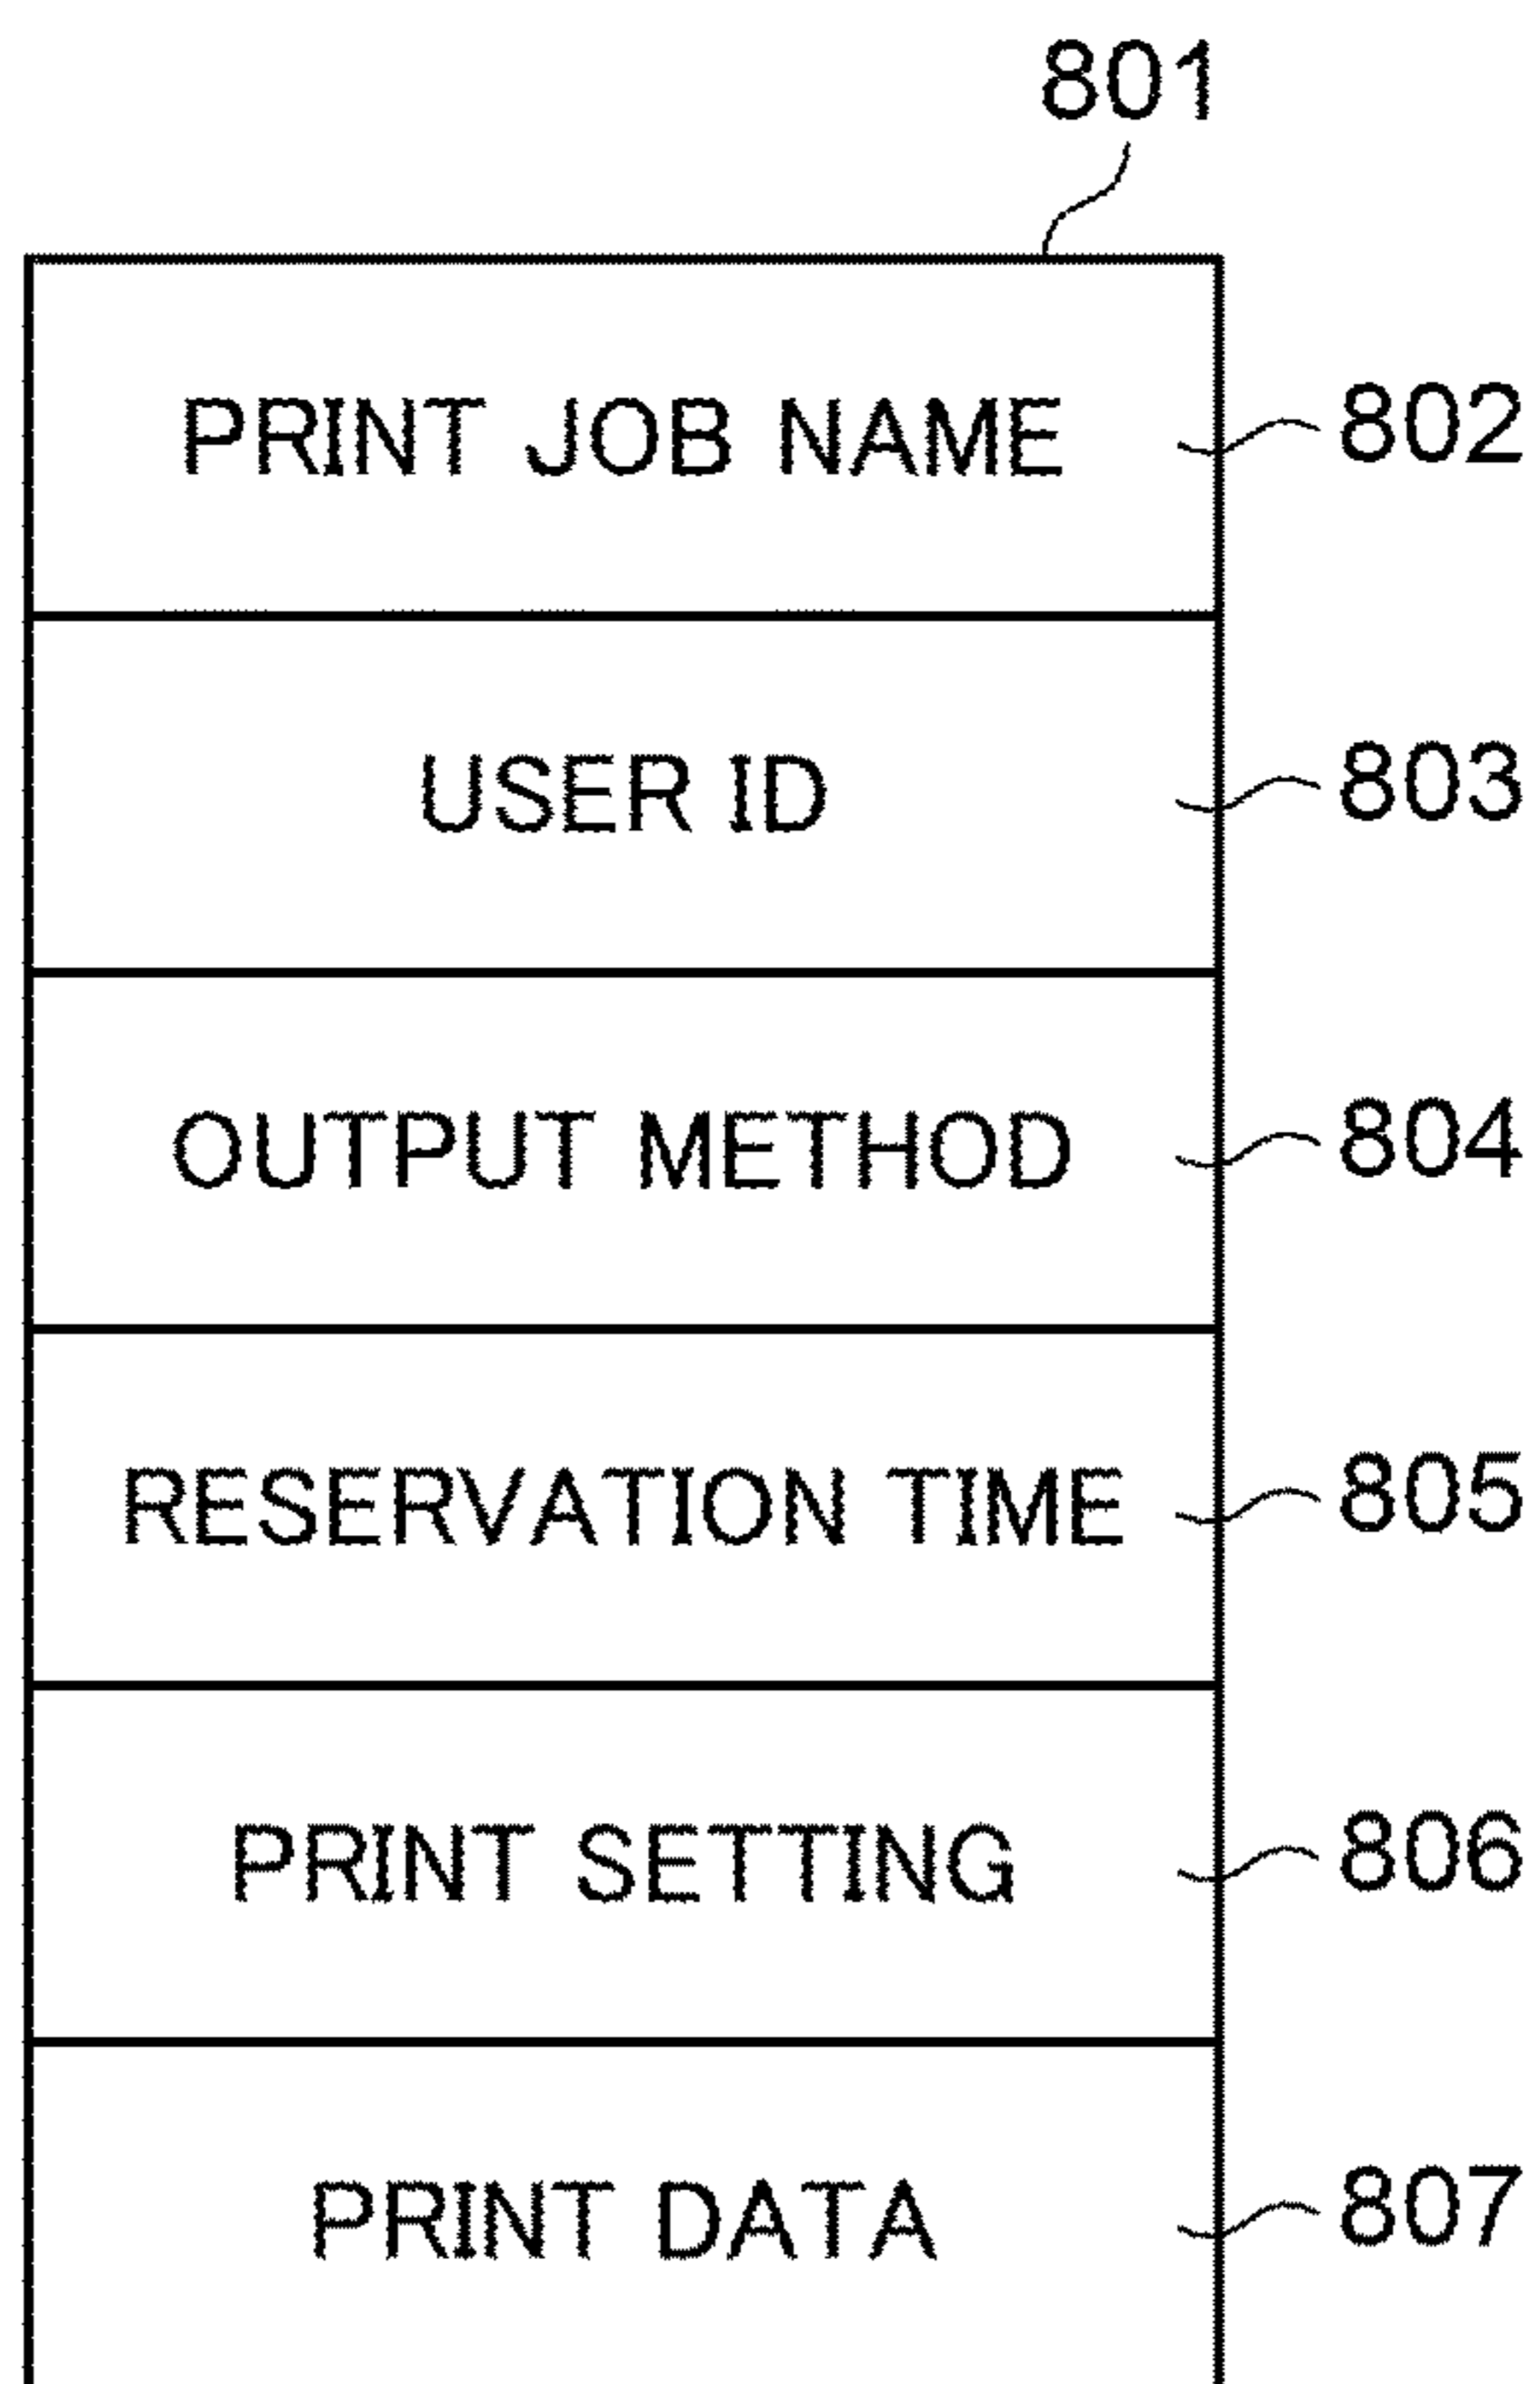 801
PRINT JOB NAME 802
USER ID 803
OUTPUT METHOD 804
RESERVATION TIME 805
PRINT SETTING 806
PRINT DATA 807